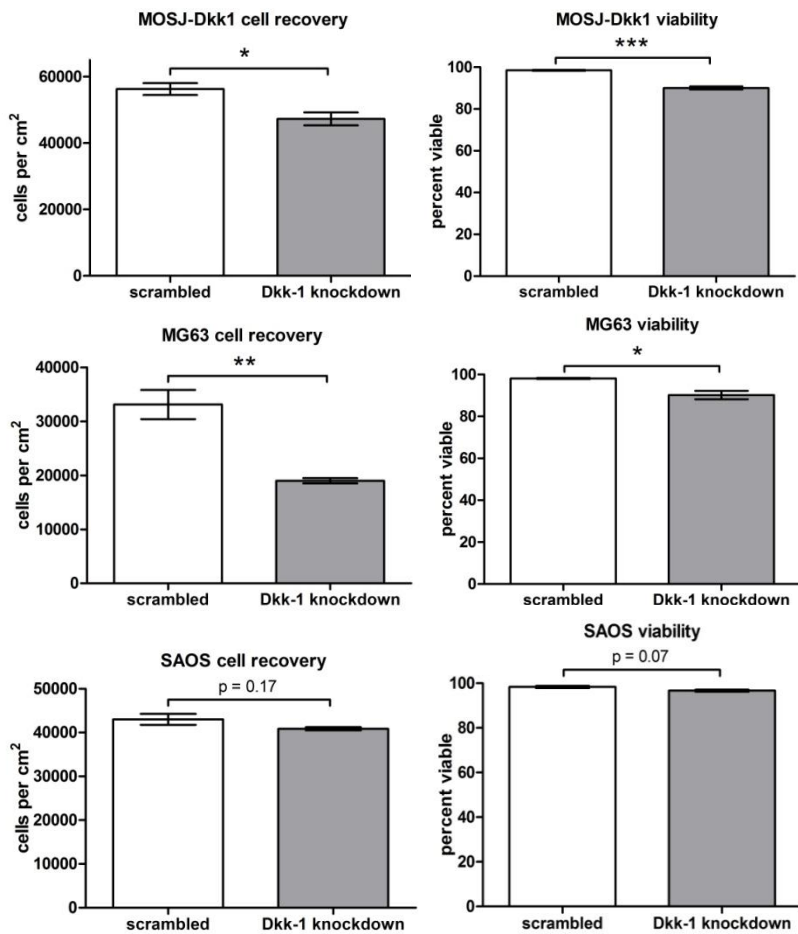 MOSJ-Dkk1 cell recovery
*
cells per cm²
60000
40000
20000
0
scrambled
Dkk-1 knockdown
MOSJ-Dkk1 viability
***
percent viable
100
80
60
40
20
0
scrambled
Dkk-1 knockdown
MG63 cell recovery
**
cells per cm²
40000
30000
20000
10000
0
scrambled
Dkk-1 knockdown
MG63 viability
*
percent viable
100
80
60
40
20
0
scrambled
Dkk-1 knockdown
SAOS cell recovery
p = 0.17
cells per cm²
50000
40000
30000
20000
10000
0
scrambled
Dkk-1 knockdown
SAOS viability
p = 0.07
percent viable
100
80
60
40
20
0
scrambled
Dkk-1 knockdown